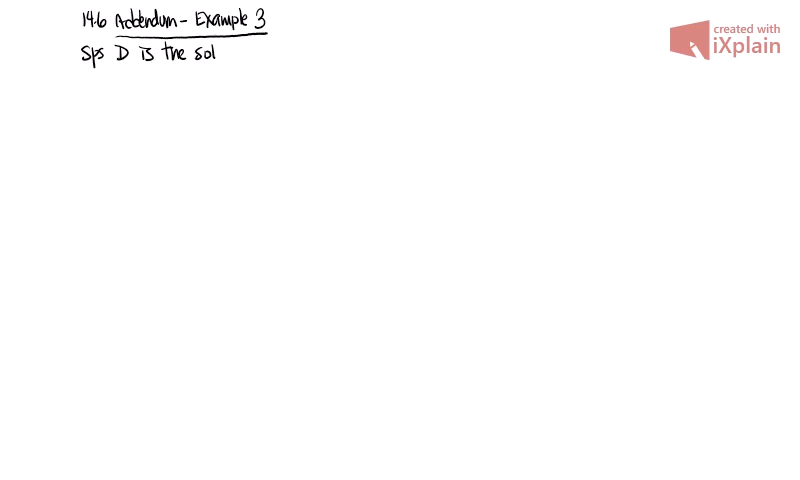 14.6 Addendum - Example 3
Sps D is the sol
created with
iXplain